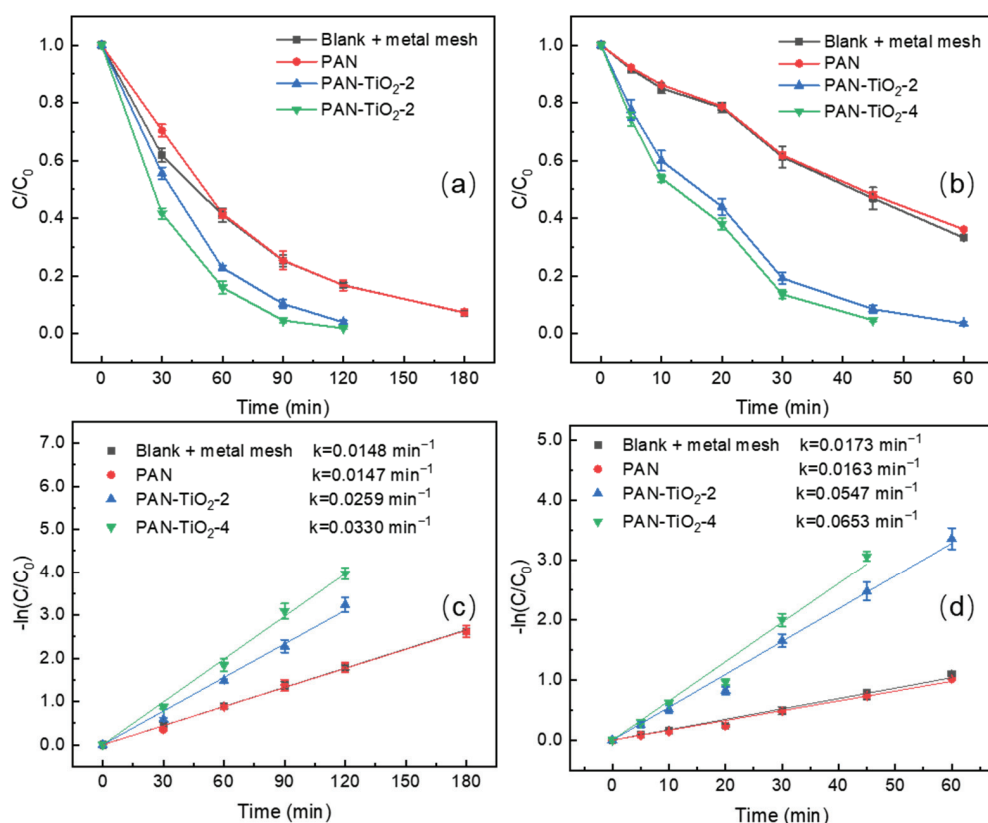 Blank + metal mesh
PAN
PAN-TiO₂-2
PAN-TiO₂-2
(a)
C/C₀
1.0
0.8
0.6
0.4
0.2
0.0
0 30 60 90 120 150 180
Time (min)
Blank + metal mesh
PAN
PAN-TiO₂-2
PAN-TiO₂-4
(b)
C/C₀
1.0
0.8
0.6
0.4
0.2
0.0
0 10 20 30 40 50 60
Time (min)
Blank + metal mesh k=0.0148 min⁻¹
PAN k=0.0147 min⁻¹
PAN-TiO₂-2 k=0.0259 min⁻¹
PAN-TiO₂-4 k=0.0330 min⁻¹
(c)
-ln(C/C₀)
7.0
6.0
5.0
4.0
3.0
2.0
1.0
0.0
0 30 60 90 120 150 180
Time (min)
Blank + metal mesh k=0.0173 min⁻¹
PAN k=0.0163 min⁻¹
PAN-TiO₂-2 k=0.0547 min⁻¹
PAN-TiO₂-4 k=0.0653 min⁻¹
(d)
-ln(C/C₀)
5.0
4.0
3.0
2.0
1.0
0.0
0 10 20 30 40 50 60
Time (min)